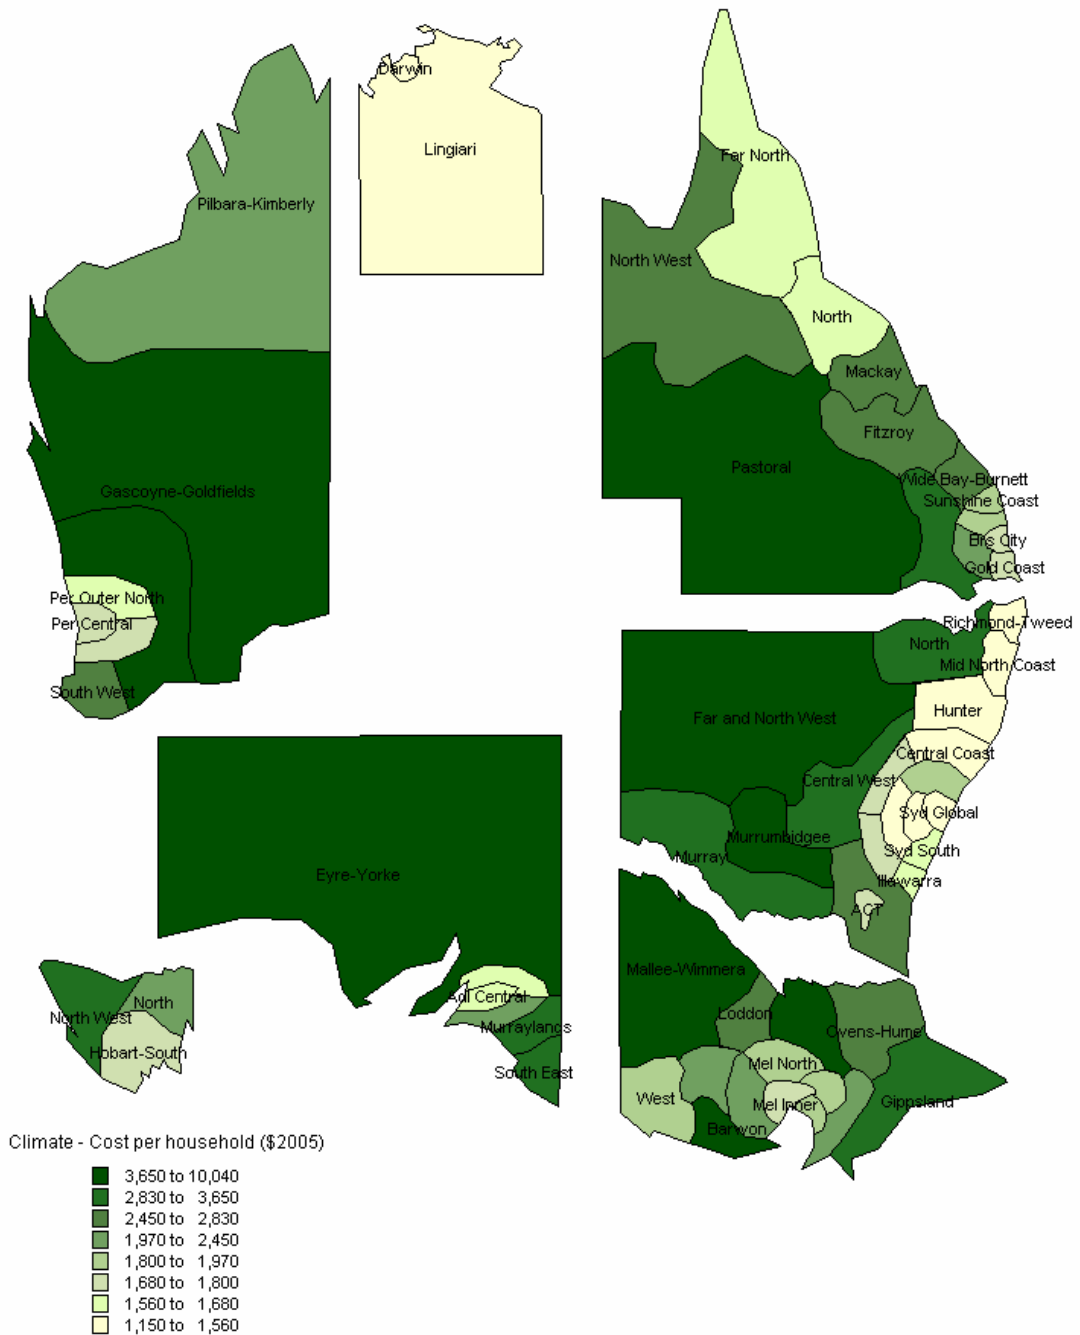 Darwin
Lingiari
Far North
Pilbara-Kimberly
North West
North
Mackay
Fitzroy
Pastoral
Wide Bay-Burnett
Gascoyne-Goldfields
Sunshine Coast
Brs City
Gold Coast
Per Outer North
Per Central
Richmond-Tweed
North
Mid North Coast
South West
Hunter
Far and North West
Central Coast
Central West
Syd Global
Murrumbidgee
Syd South
Murray
Eyre-Yorke
Illawarra
ACT
Mallee-Wimmera
Adl Central
North
Loddon
North West
Murraylands
Ovens-Hume
Hobart-South
Mel North
South East
West
Mel Inner
Gippsland
Barwon
Climate - Cost per household ($2005)
3,650 to 10,040
2,830 to 3,650
2,450 to 2,830
1,970 to 2,450
1,800 to 1,970
1,680 to 1,800
1,560 to 1,680
1,150 to 1,560